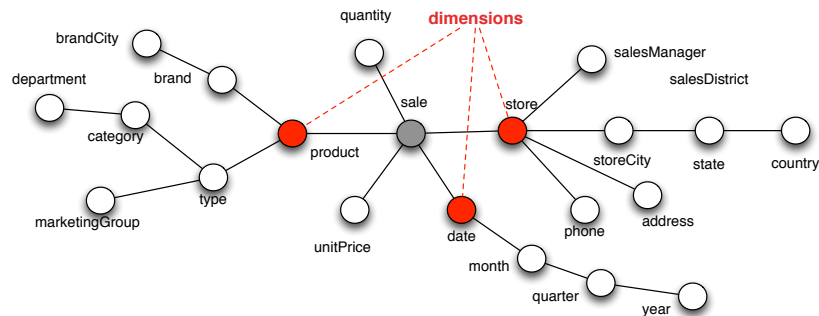 quantity
dimensions
brandCity
salesManager
department
brand
sale
store
salesDistrict
category
product
storeCity
state
country
marketingGroup
type
unitPrice
date
phone
address
month
quarter
year